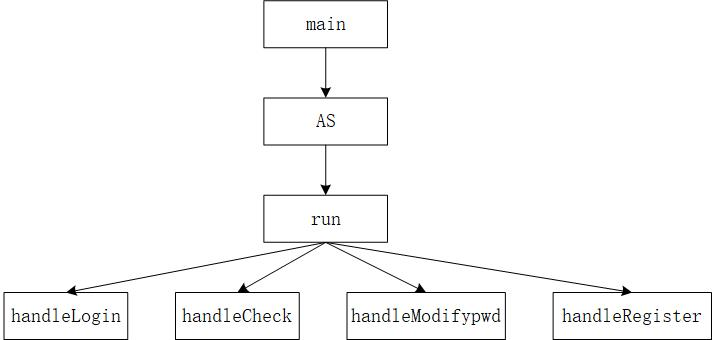 main
AS
run
handleLogin
handleCheck
handleModifypwd
handleRegister